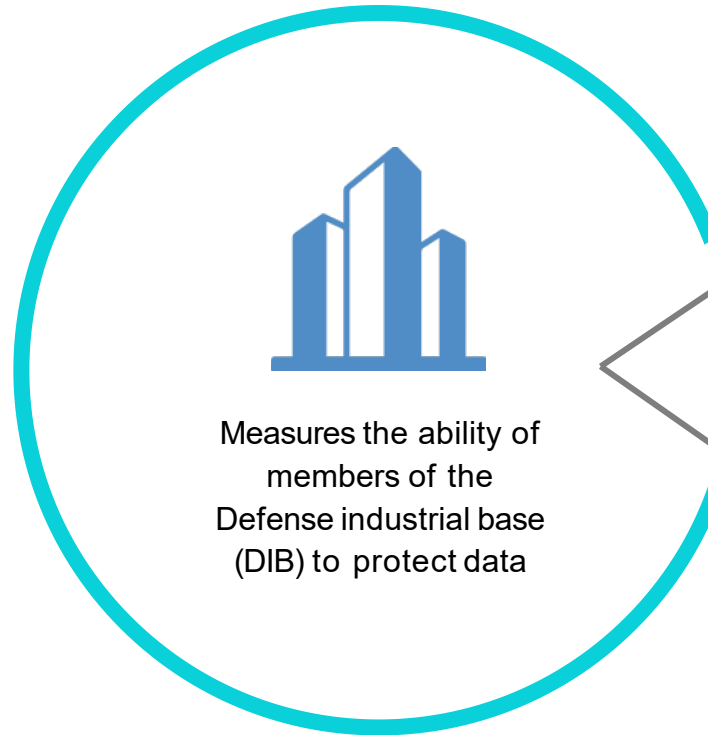 Measures the ability of
members of the
Defense industrial base
(DIB) to protect data